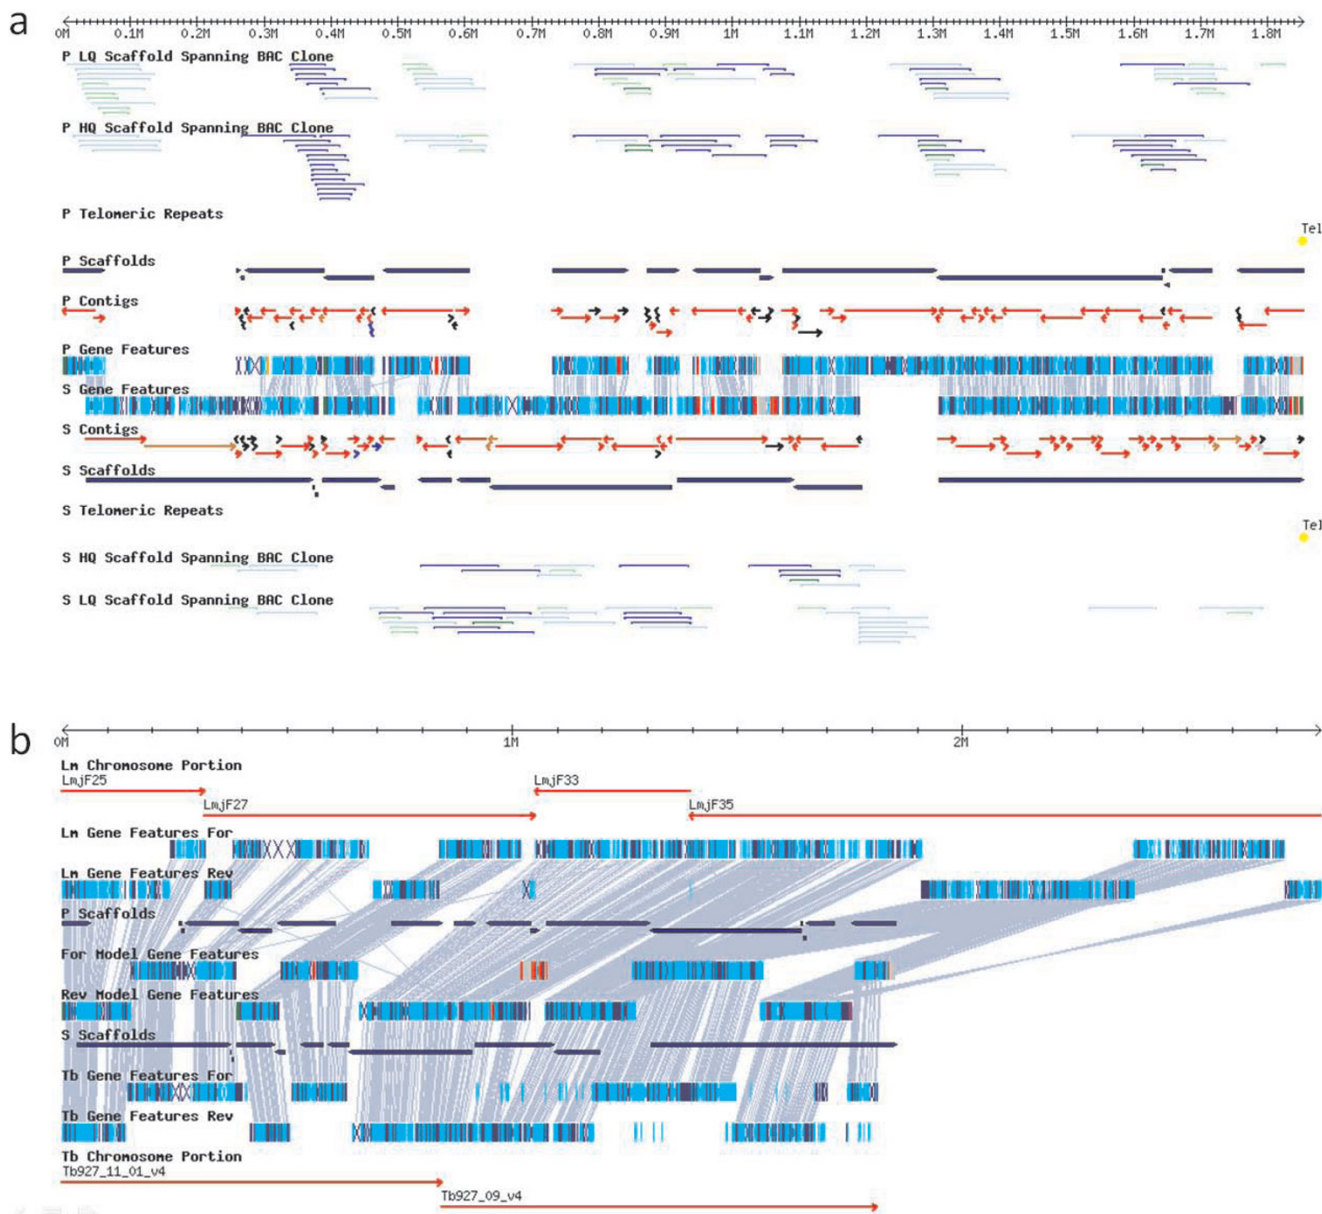 a
0M 0.1M 0.2M 0.3M 0.4M 0.5M 0.6M 0.7M 0.8M 0.9M 1M 1.1M 1.2M 1.3M 1.4M 1.5M 1.6M 1.7M 1.8M
P LQ Scaffold Spanning BAC Clone
P HQ Scaffold Spanning BAC Clone
P Telomeric Repeats
Tel
P Scaffolds
P Contigs
P Gene Features
S Gene Features
S Contigs
S Scaffolds
S Telomeric Repeats
Tel
S HQ Scaffold Spanning BAC Clone
S LQ Scaffold Spanning BAC Clone
b
0M 1M 2M
Lm Chromosome Portion
LmjF25 LmjF33
LmjF27 LmjF35
Lm Gene Features For
Lm Gene Features Rev
P Scaffolds
For Model Gene Features
Rev Model Gene Features
S Scaffolds
Tb Gene Features For
Tb Gene Features Rev
Tb Chromosome Portion
Tb927_11_01_v4
Tb927_09_v4